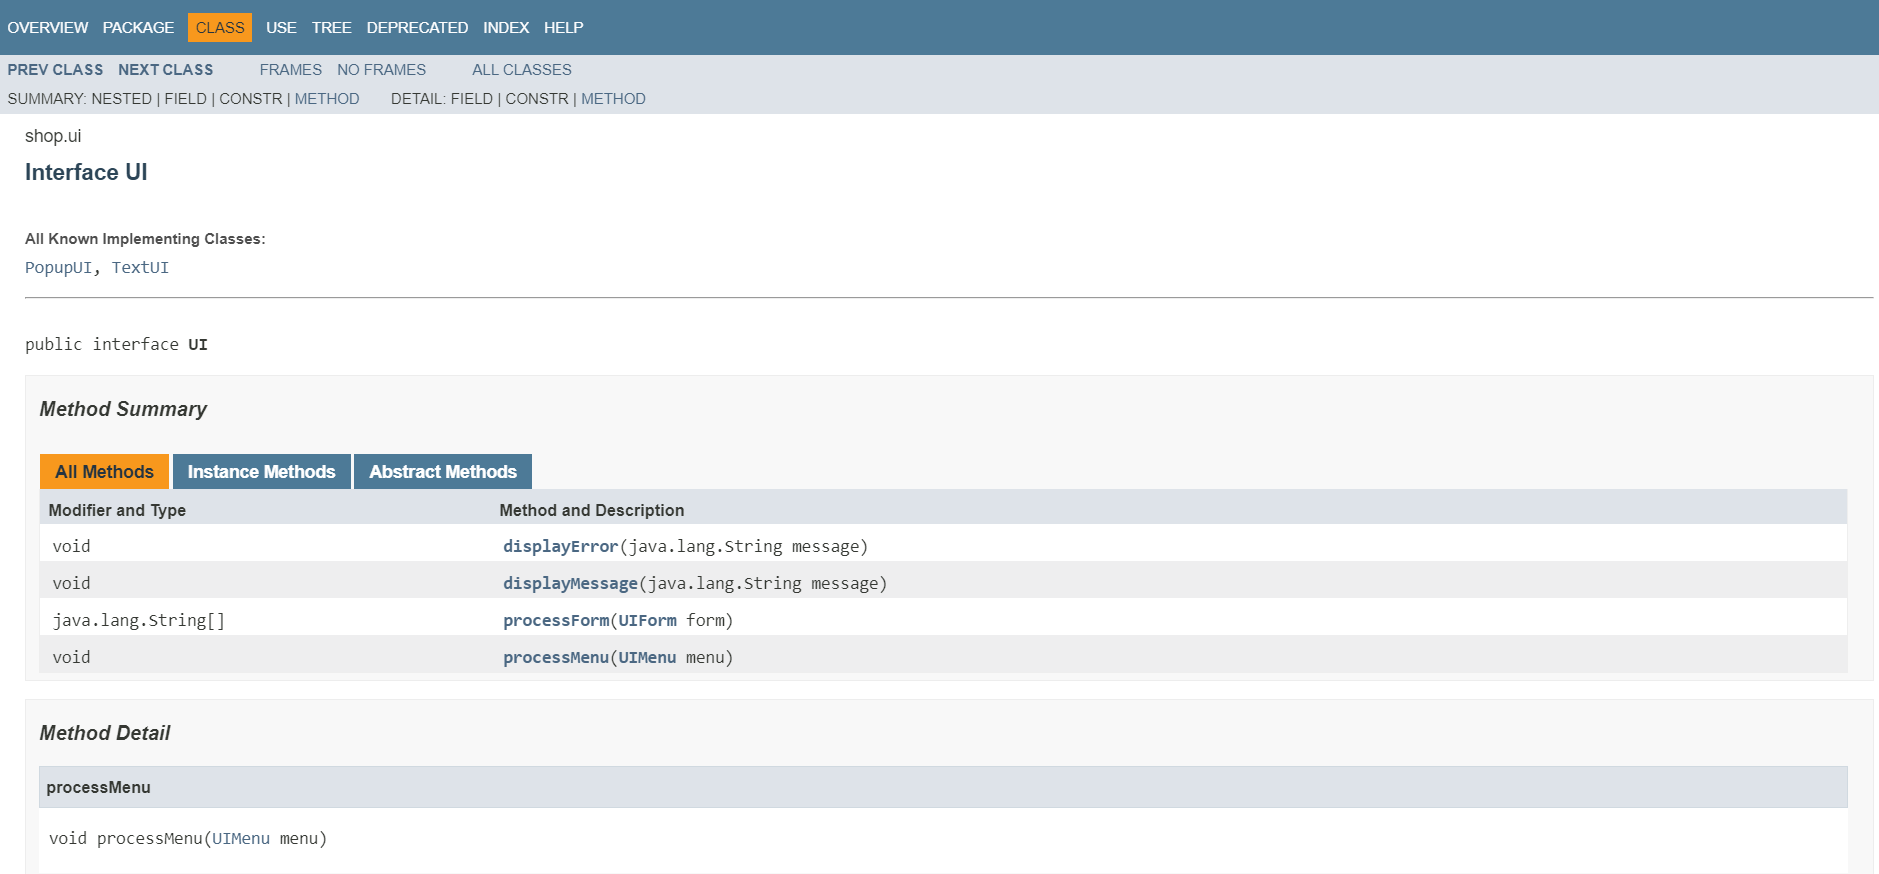 OVERVIEW PACKAGE CLASS USE TREE DEPRECATED INDEX HELP
PREV CLASS NEXT CLASS FRAMES NO FRAMES ALL CLASSES
SUMMARY: NESTED | FIELD | CONSTR | METHOD DETAIL: FIELD | CONSTR | METHOD
shop.ui
Interface UI
All Known Implementing Classes:
PopupUI, TextUI
public interface UI
Method Summary
All Methods Instance Methods Abstract Methods
Modifier and Type Method and Description
void displayError(java.lang.String message)
void displayMessage(java.lang.String message)
java.lang.String[] processForm(UIForm form)
void processMenu(UIMenu menu)
Method Detail
processMenu
void processMenu(UIMenu menu)